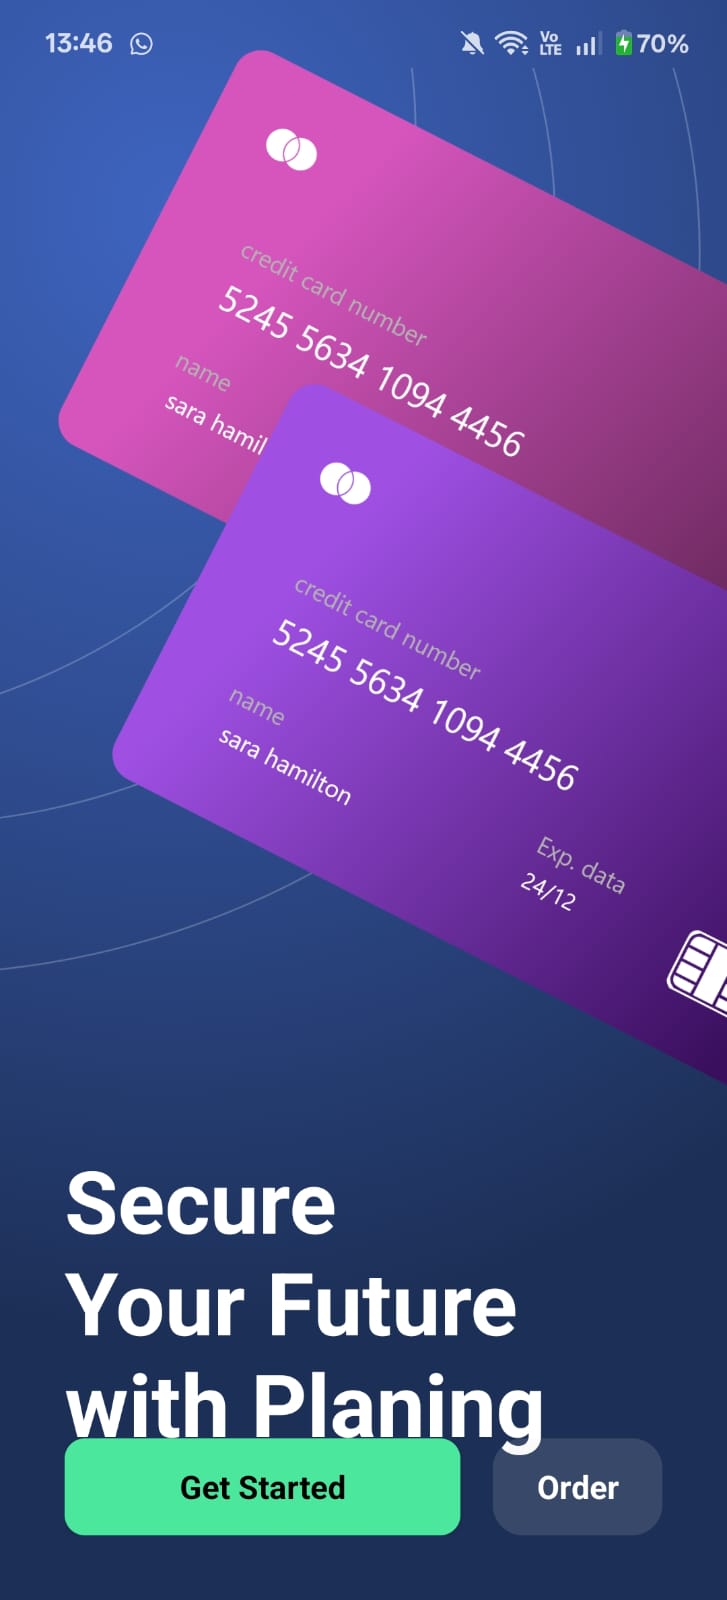 13:46
Vo
LTE
70%
credit card number
5245 5634 1094 4456
name
sara hamil
credit card number
5245 5634 1094 4456
name
sara hamilton
Exp. data
24/12
Secure
Your Future
with Planing
Get Started
Order